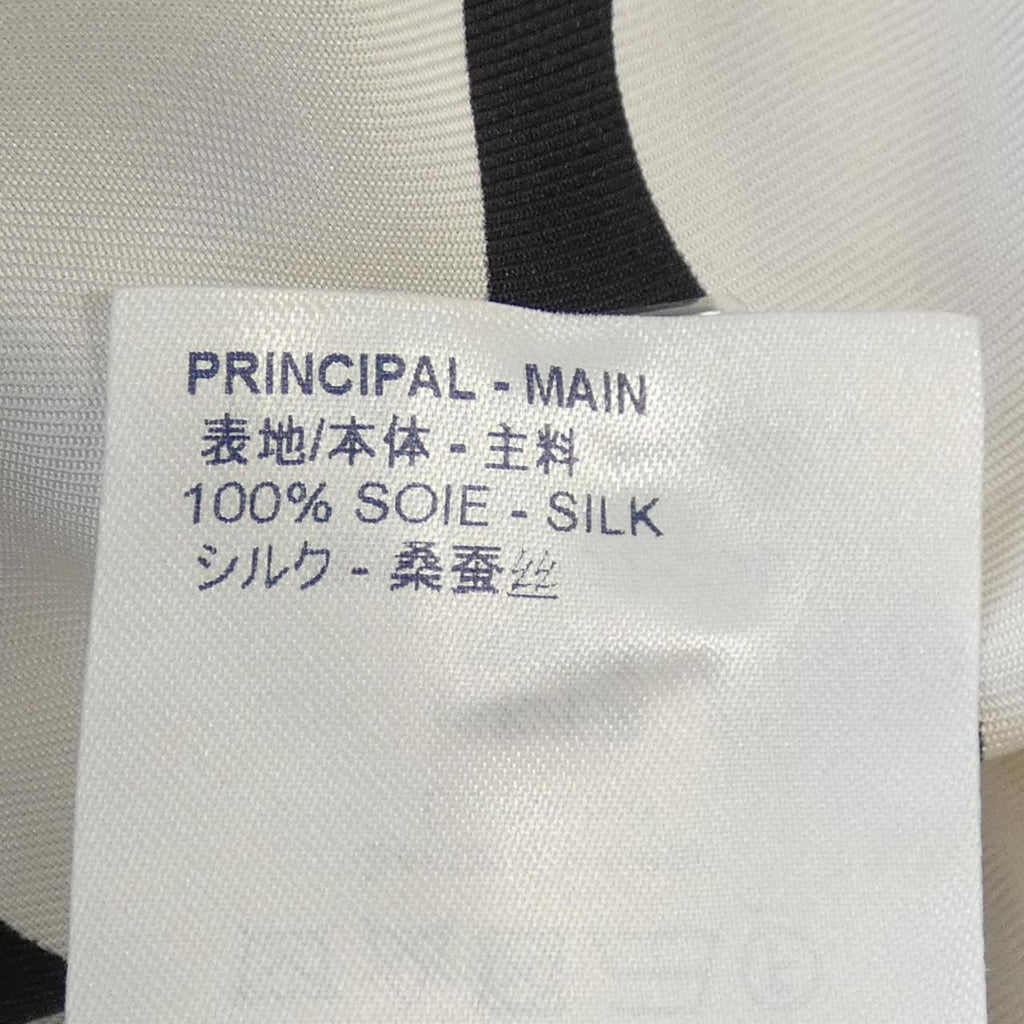 PRINCIPAL - MAIN
表地/本体 - 主料
100% SOIE - SILK
シルク - 桑蚕丝